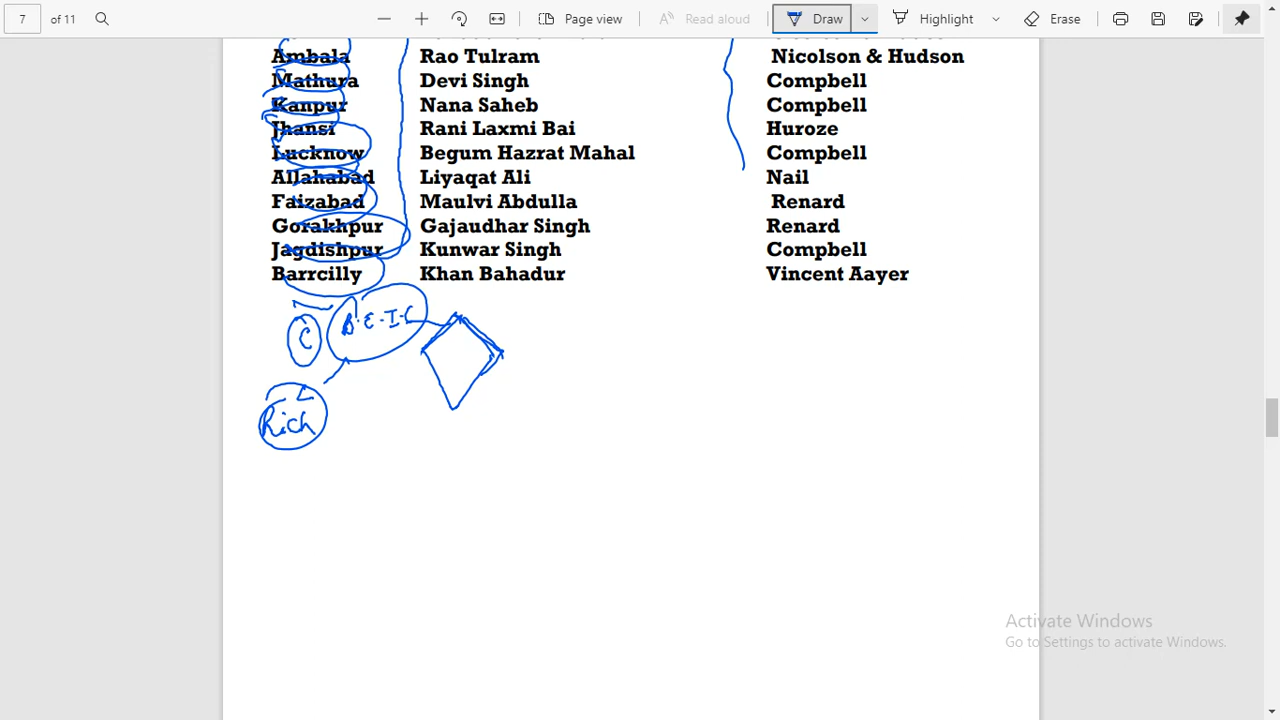 7 of 11 Page view Read aloud Draw Highlight Erase
Ambala Rao Tulram Nicolson & Hudson
Mathura Devi Singh Compbell
Kanpur Nana Saheb Compbell
Jhansi Rani Laxmi Bai Huroze
Lucknow Begum Hazrat Mahal Compbell
Allahabad Liyaqat Ali Nail
Faizabad Maulvi Abdulla Renard
Gorakhpur Gajaudhar Singh Renard
Jagdishpur Kunwar Singh Compbell
Barrcilly Khan Bahadur Vincent Aayer
C B.E.I.C
Rich
Activate Windows
Go to Settings to activate Windows.